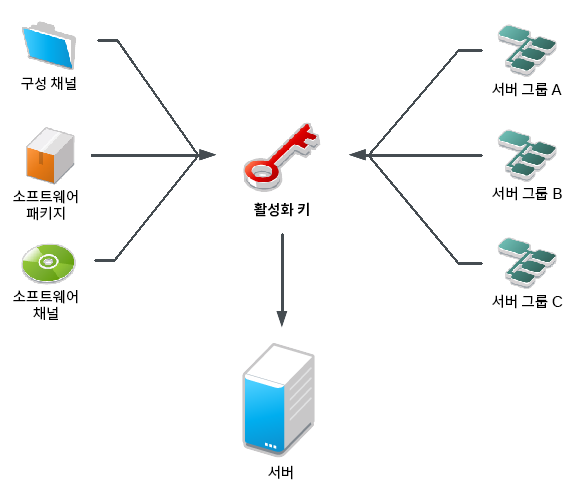 구성 채널
소프트웨어
패키지
소프트웨어
채널
활성화 키
서버 그룹 A
서버 그룹 B
서버 그룹 C
서버